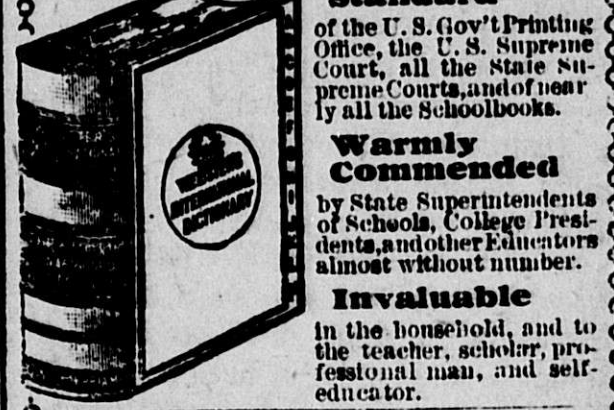 Standard
of the U. S. Gov't Printing
Office, the U. S. Supreme
Court, all the State Su-
preme Courts, and of near
ly all the Schoolbooks.
Warmly
Commended
by State Superintendents
of Schools, College Presi-
dents, and other Educators
almost without number.
Invaluable
in the household, and to
the teacher, scholar, pro-
fessional man, and self-
educator.
WEBSTER'S
INTERNATIONAL
DICTIONARY